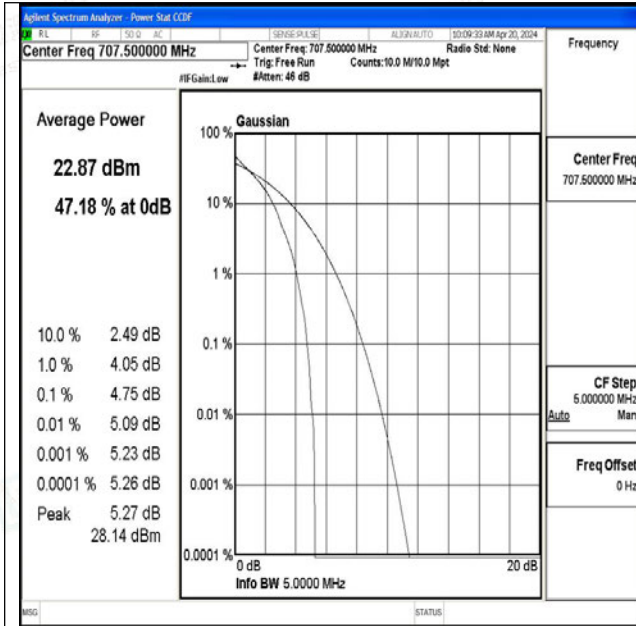 Agilent Spectrum Analyzer - Power Stat CCDF
RL RF 50 Ω AC SENSE:PULSE ALIGNAUTO 10:09:33 AM Apr 20, 2024
Center Freq 707.500000 MHz
Center Freq: 707.500000 MHz Radio Std: None
Trig: Free Run Counts:10.0 M/10.0 Mpt
#IFGain:Low #Atten: 46 dB
Frequency
Average Power
22.87 dBm
47.18 % at 0dB
10.0 % 2.49 dB
1.0 % 4.05 dB
0.1 % 4.75 dB
0.01 % 5.09 dB
0.001 % 5.23 dB
0.0001 % 5.26 dB
Peak 5.27 dB
28.14 dBm
Gaussian
100 %
10 %
1 %
0.1 %
0.01 %
0.001 %
0.0001 %
0 dB 20 dB
Info BW 5.0000 MHz
Center Freq
707.500000 MHz
CF Step
5.000000 MHz
Auto Man
Freq Offset
0 Hz
MSG STATUS